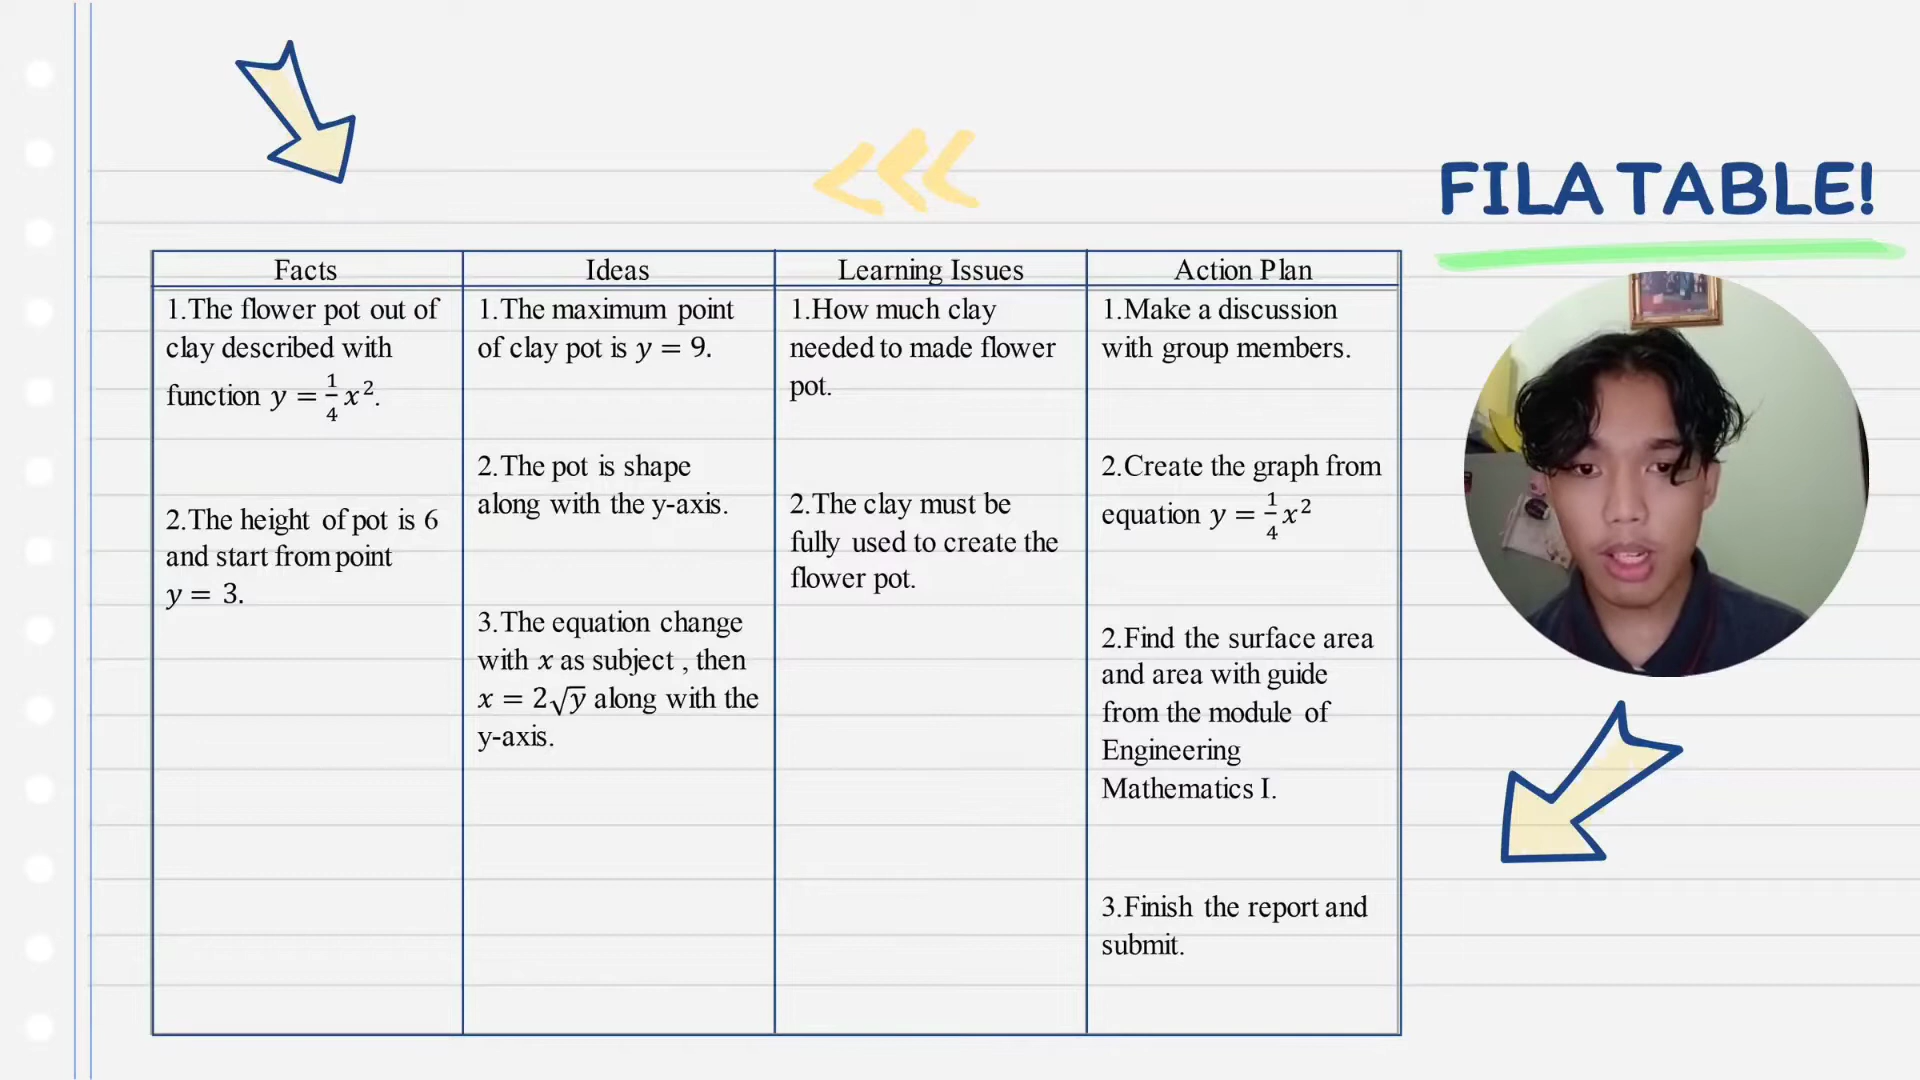 FILA TABLE!
Facts
1.The flower pot out of
clay described with
function y = 1/4 x².
2.The height of pot is 6
and start from point
y = 3.
Ideas
1.The maximum point
of clay pot is y = 9.
2.The pot is shape
along with the y-axis.
3.The equation change
with x as subject , then
x = 2√y along with the
y-axis.
Learning Issues
1.How much clay
needed to made flower
pot.
2.The clay must be
fully used to create the
flower pot.
Action Plan
1.Make a discussion
with group members.
2.Create the graph from
equation y = 1/4 x²
2.Find the surface area
and area with guide
from the module of
Engineering
Mathematics I.
3.Finish the report and
submit.